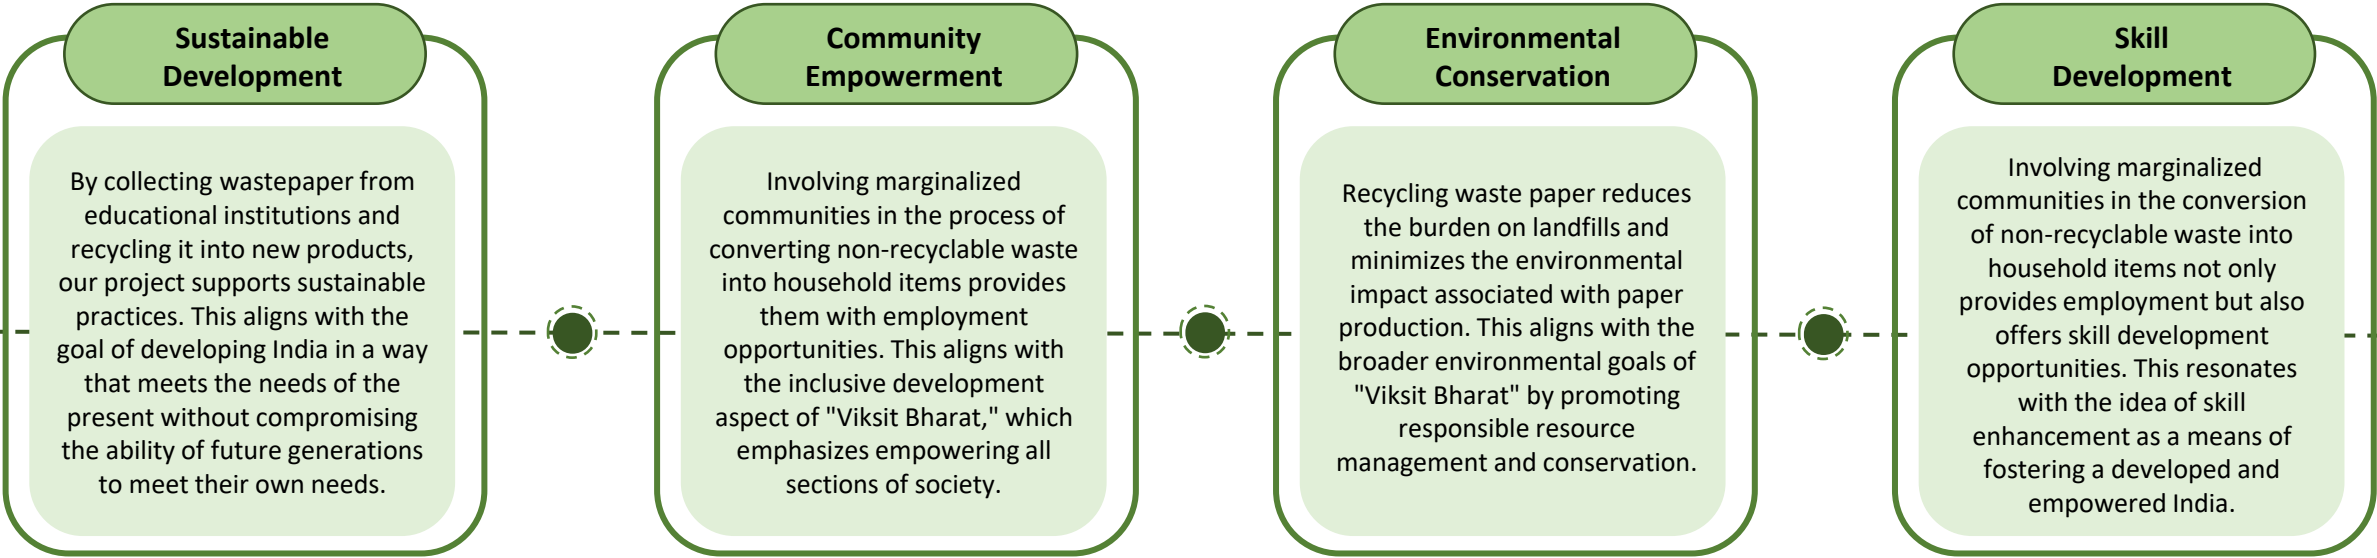 Sustainable
Development
By collecting wastepaper from
educational institutions and
recycling it into new products,
our project supports sustainable
practices. This aligns with the
goal of developing India in a way
that meets the needs of the
present without compromising
the ability of future generations
to meet their own needs.
Community
Empowerment
Involving marginalized
communities in the process of
converting non-recyclable waste
into household items provides
them with employment
opportunities. This aligns with
the inclusive development
aspect of "Viksit Bharat," which
emphasizes empowering all
sections of society.
Environmental
Conservation
Recycling waste paper reduces
the burden on landfills and
minimizes the environmental
impact associated with paper
production. This aligns with the
broader environmental goals of
"Viksit Bharat" by promoting
responsible resource
management and conservation.
Skill
Development
Involving marginalized
communities in the conversion
of non-recyclable waste into
household items not only
provides employment but also
offers skill development
opportunities. This resonates
with the idea of skill
enhancement as a means of
fostering a developed and
empowered India.